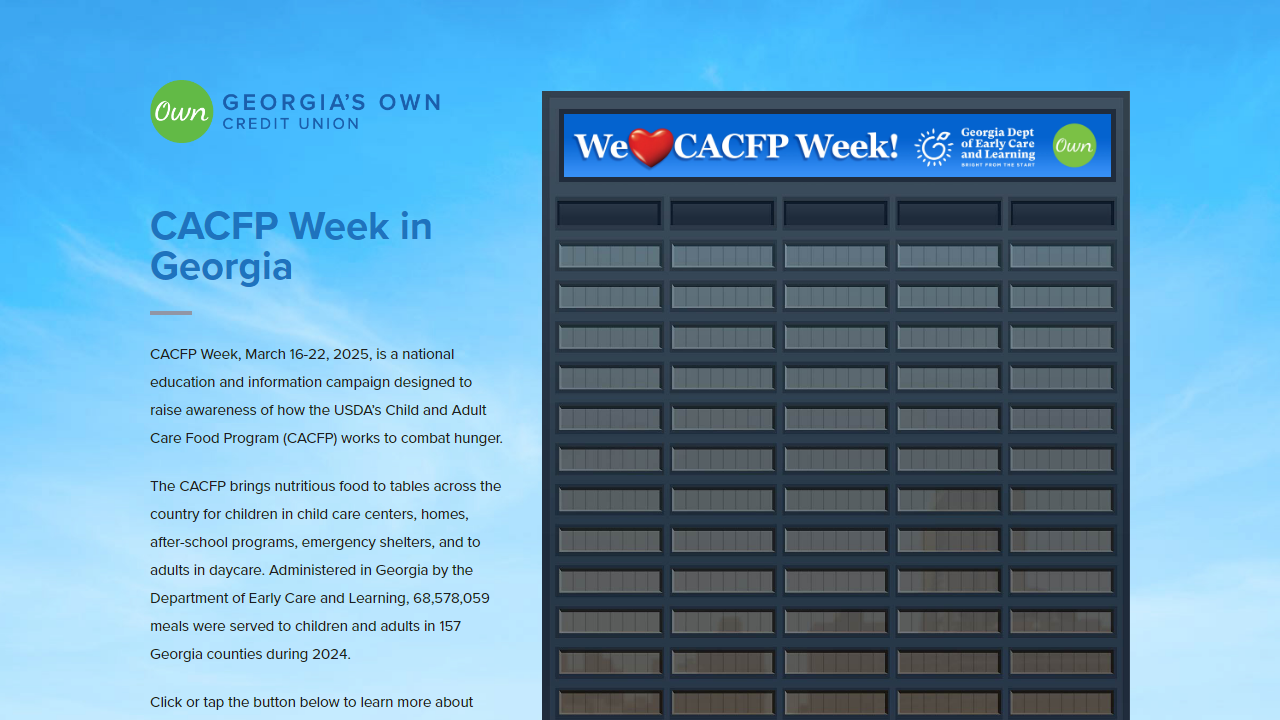 Own
GEORGIA'S OWN
CREDIT UNION
CACFP Week in
Georgia
CACFP Week, March 16-22, 2025, is a national
education and information campaign designed to
raise awareness of how the USDA's Child and Adult
Care Food Program (CACFP) works to combat hunger.
The CACFP brings nutritious food to tables across the
country for children in child care centers, homes,
after-school programs, emergency shelters, and to
adults in daycare. Administered in Georgia by the
Department of Early Care and Learning, 68,578,059
meals were served to children and adults in 157
Georgia counties during 2024.
Click or tap the button below to learn more about
We CACFP Week!
Georgia Dept
of Early Care
and Learning
BRIGHT FROM THE START
Own